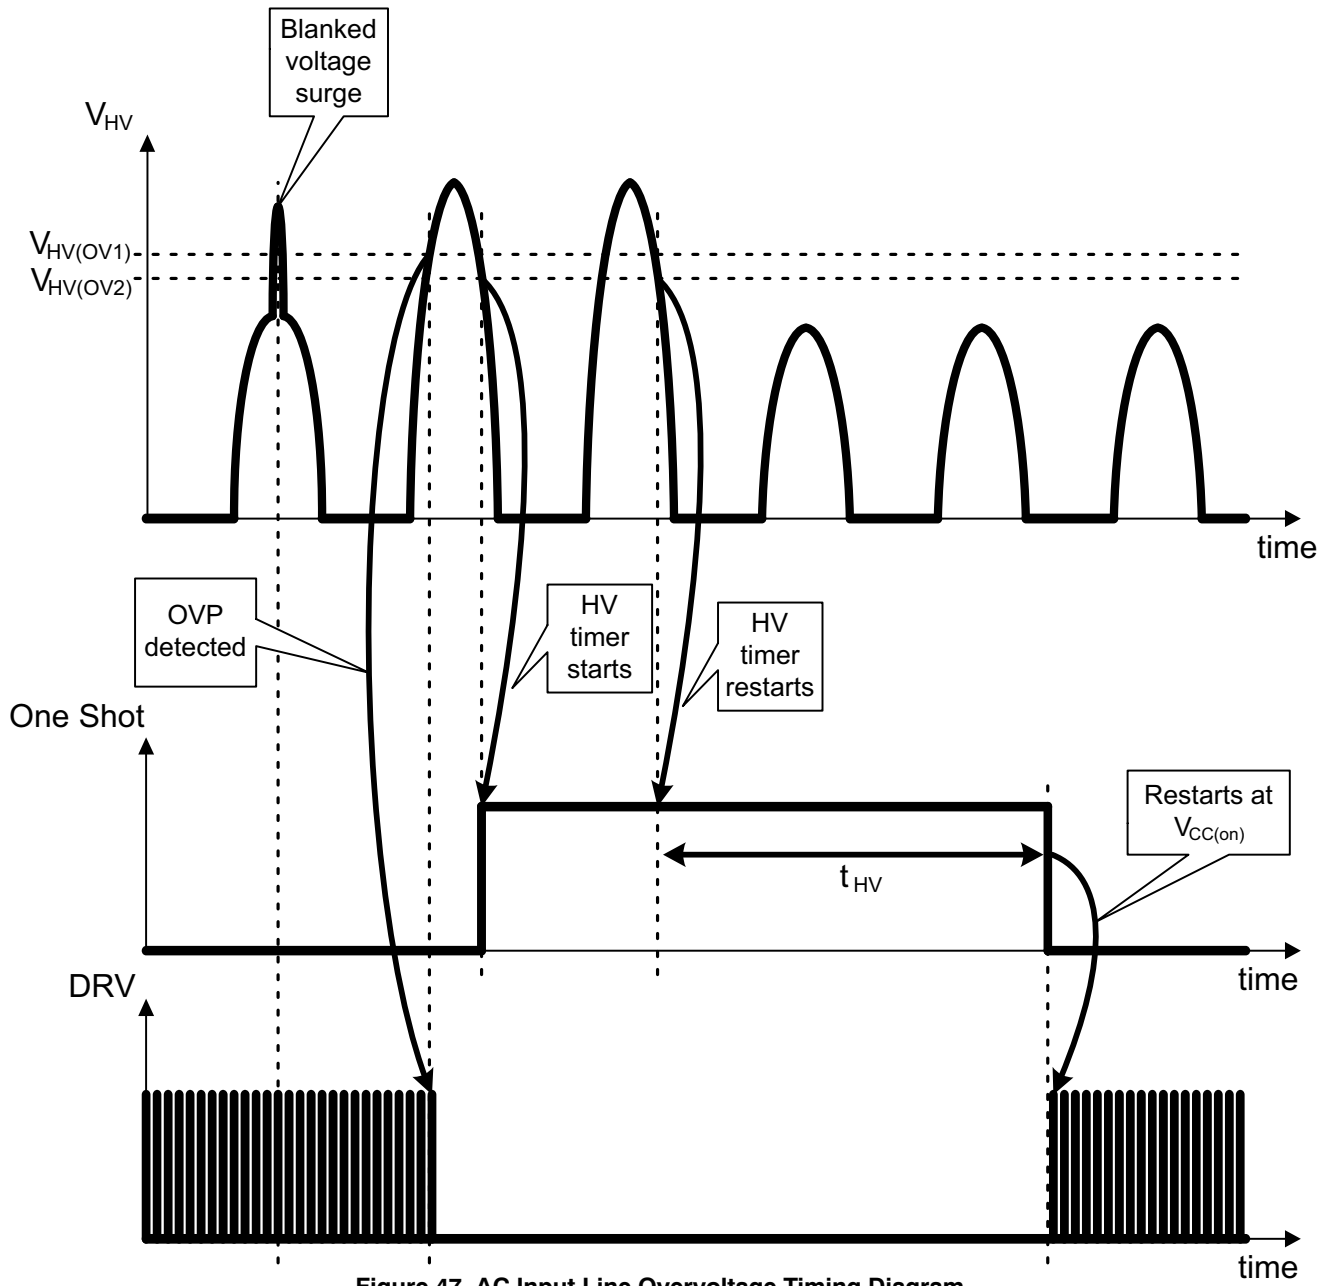 Blanked
voltage
surge
VHV
VHV(OV1)
VHV(OV2)
time
OVP
detected
HV
timer
starts
HV
timer
restarts
One Shot
Restarts at
VCC(on)
tHV
time
DRV
time
Figure 47. AC Input Line Overvoltage Timing Diagram